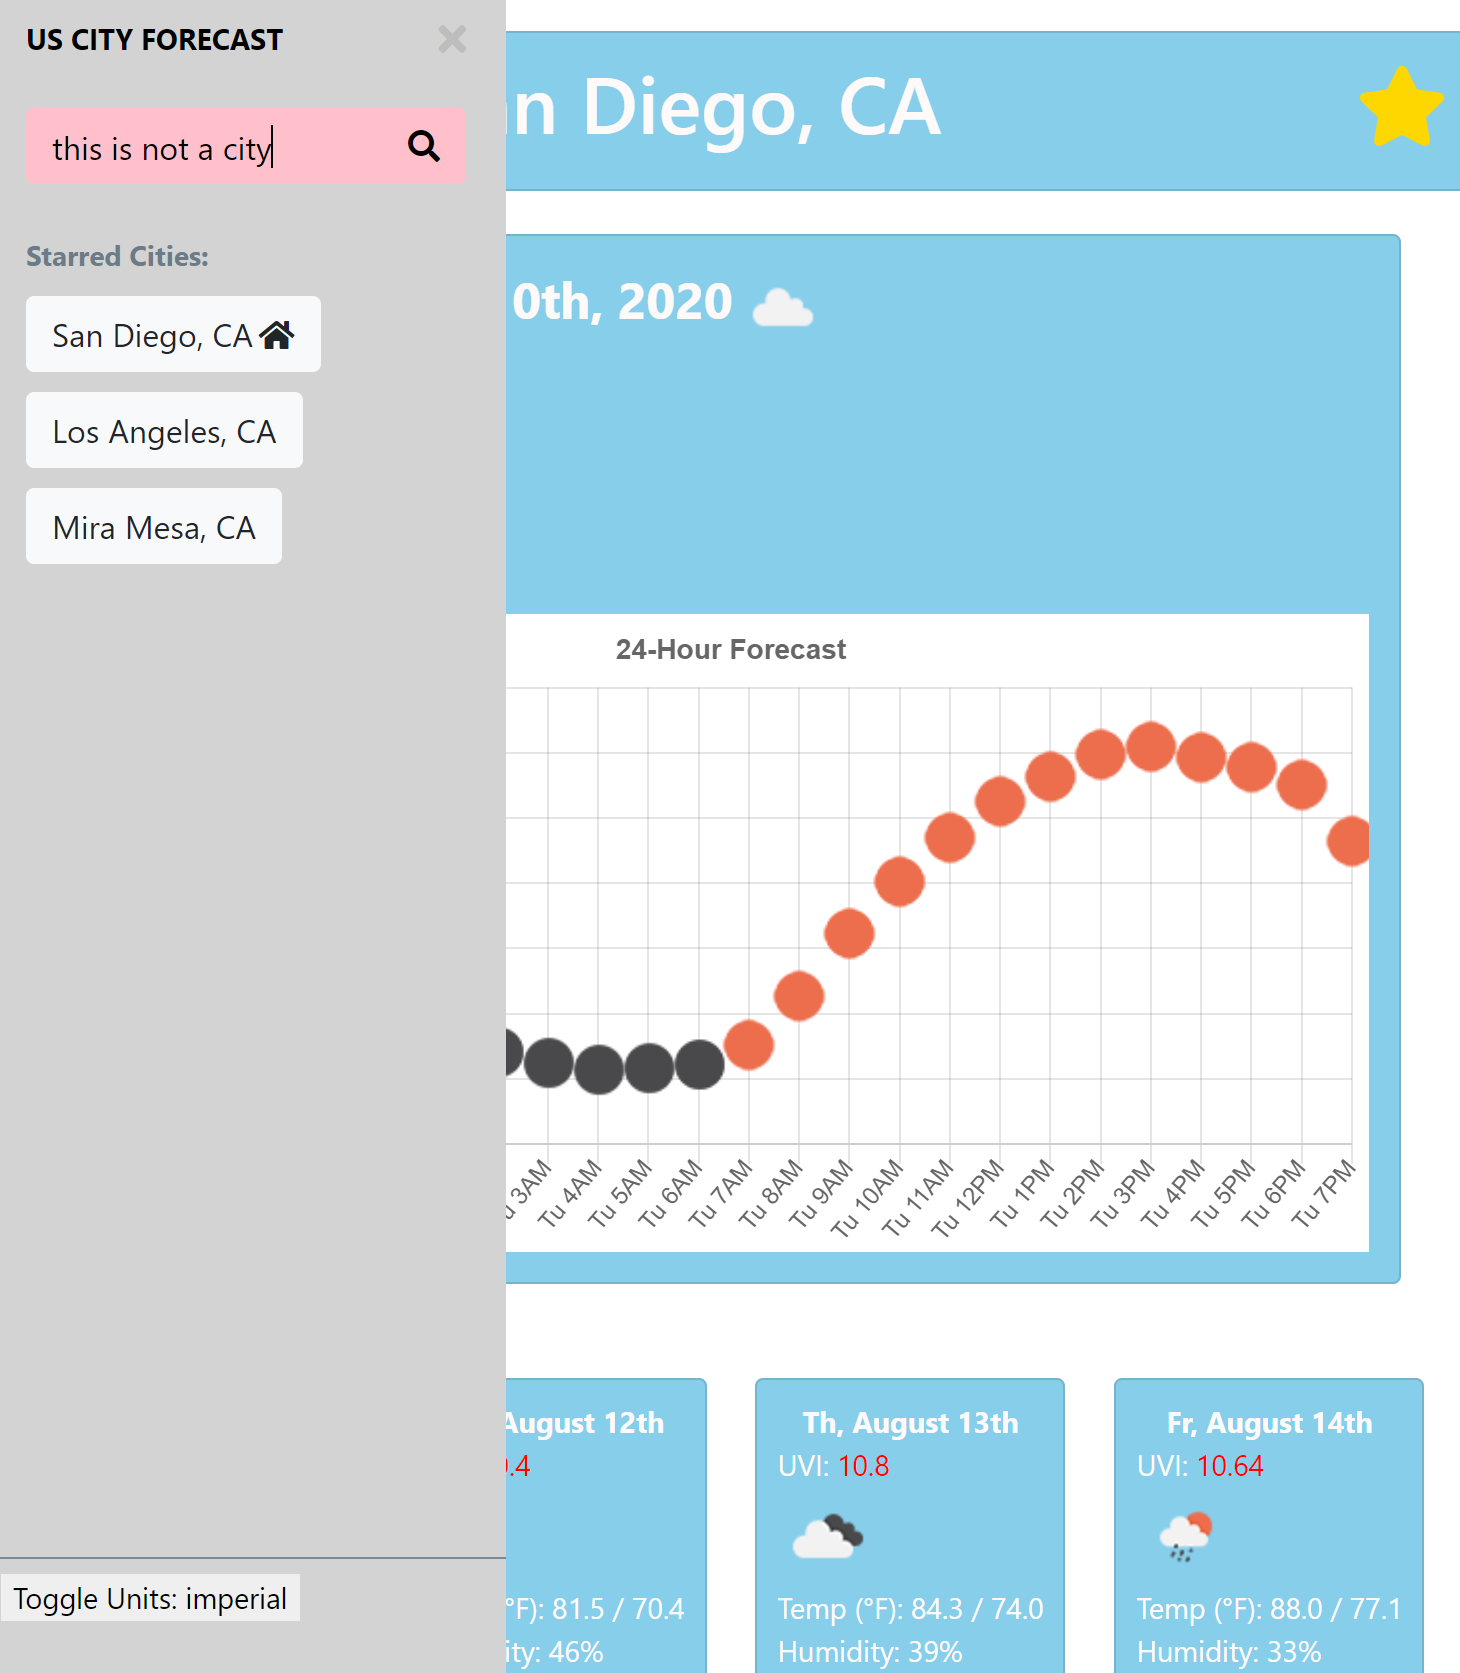 US CITY FORECAST
this is not a city
Starred Cities:
San Diego, CA
Los Angeles, CA
Mira Mesa, CA
Toggle Units: imperial
Diego, CA
0th, 2020
24-Hour Forecast
3AM
Tu 4AM
Tu 5AM
Tu 6AM
Tu 7AM
Tu 8AM
Tu 9AM
Tu 10AM
Tu 11AM
Tu 12PM
Tu 1PM
Tu 2PM
Tu 3PM
Tu 4PM
Tu 5PM
Tu 6PM
Tu 7PM
August 12th
.4
(°F): 81.5 / 70.4
ity: 46%
Th, August 13th
UVI: 10.8
Temp (°F): 84.3 / 74.0
Humidity: 39%
Fr, August 14th
UVI: 10.64
Temp (°F): 88.0 / 77.1
Humidity: 33%